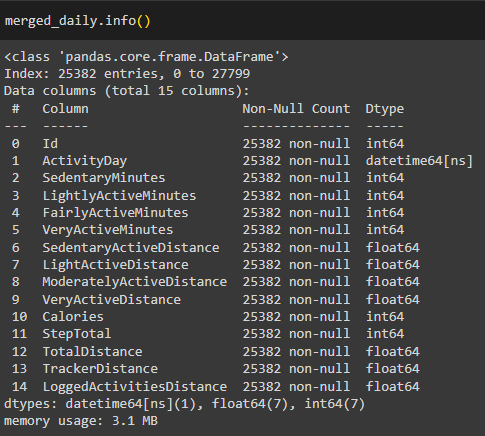 merged_daily.info()
<class 'pandas.core.frame.DataFrame'>
Index: 25382 entries, 0 to 27799
Data columns (total 15 columns):
 #   Column                    Non-Null Count  Dtype
---  ------                    --------------  -----
 0   Id                        25382 non-null  int64
 1   ActivityDay               25382 non-null  datetime64[ns]
 2   SedentaryMinutes          25382 non-null  int64
 3   LightlyActiveMinutes      25382 non-null  int64
 4   FairlyActiveMinutes       25382 non-null  int64
 5   VeryActiveMinutes         25382 non-null  int64
 6   SedentaryActiveDistance   25382 non-null  float64
 7   LightActiveDistance       25382 non-null  float64
 8   ModeratelyActiveDistance  25382 non-null  float64
 9   VeryActiveDistance        25382 non-null  float64
 10  Calories                  25382 non-null  int64
 11  StepTotal                 25382 non-null  int64
 12  TotalDistance             25382 non-null  float64
 13  TrackerDistance           25382 non-null  float64
 14  LoggedActivitiesDistance  25382 non-null  float64
dtypes: datetime64[ns](1), float64(7), int64(7)
memory usage: 3.1 MB